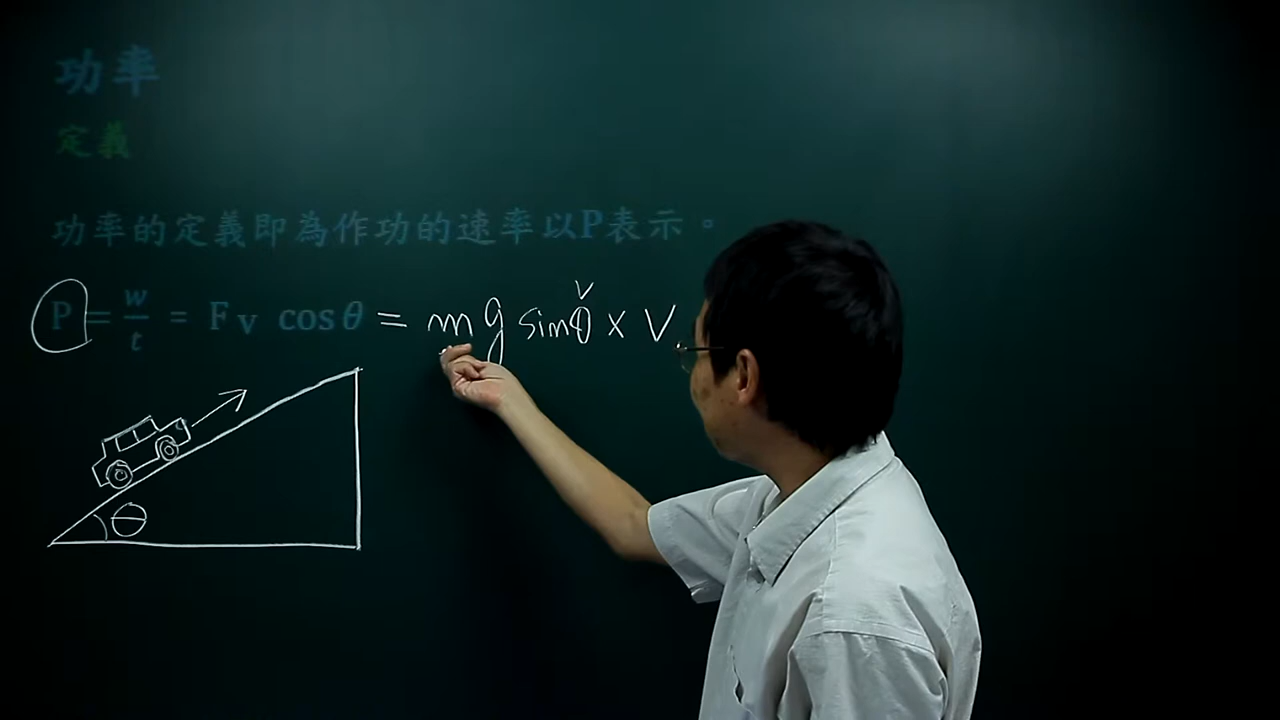 功率
定義
功率的定義即為作功的速率以P表示。
P = w/t = Fv cosθ = mg sinθ × V
θ